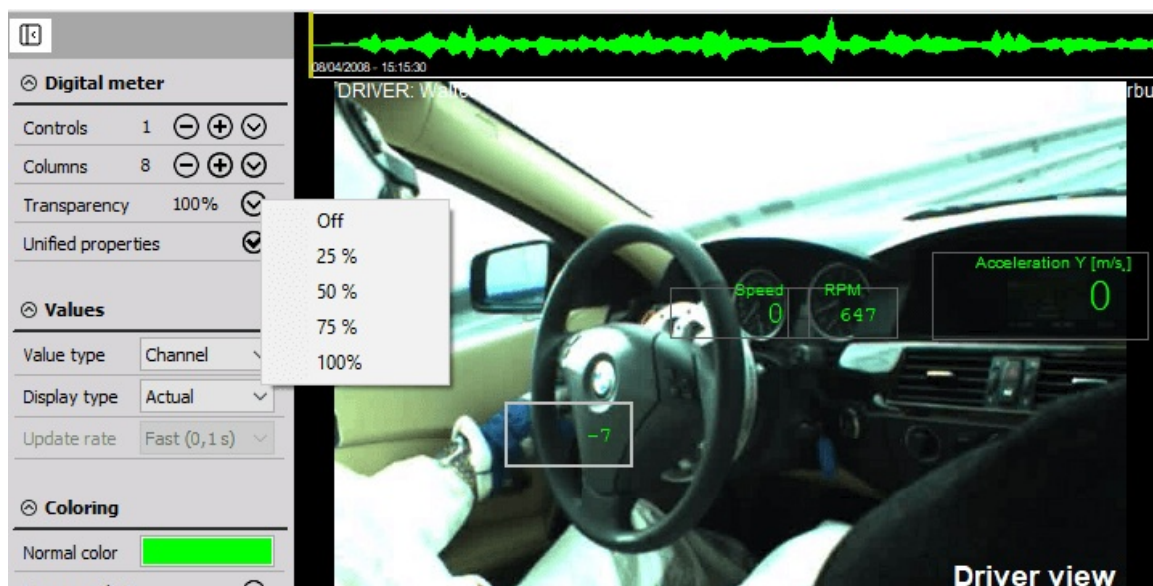 Digital meter
Controls 1
Columns 8
Transparency 100%
Unified properties
Off
25 %
50 %
75 %
100%
Values
Value type Channel
Display type Actual
Update rate Fast (0,1 s)
Coloring
Normal color
08/04/2008 - 15:15:30
DRIVER:
Acceleration Y [m/s
0
Speed
0
RPM
647
-7
Driver view